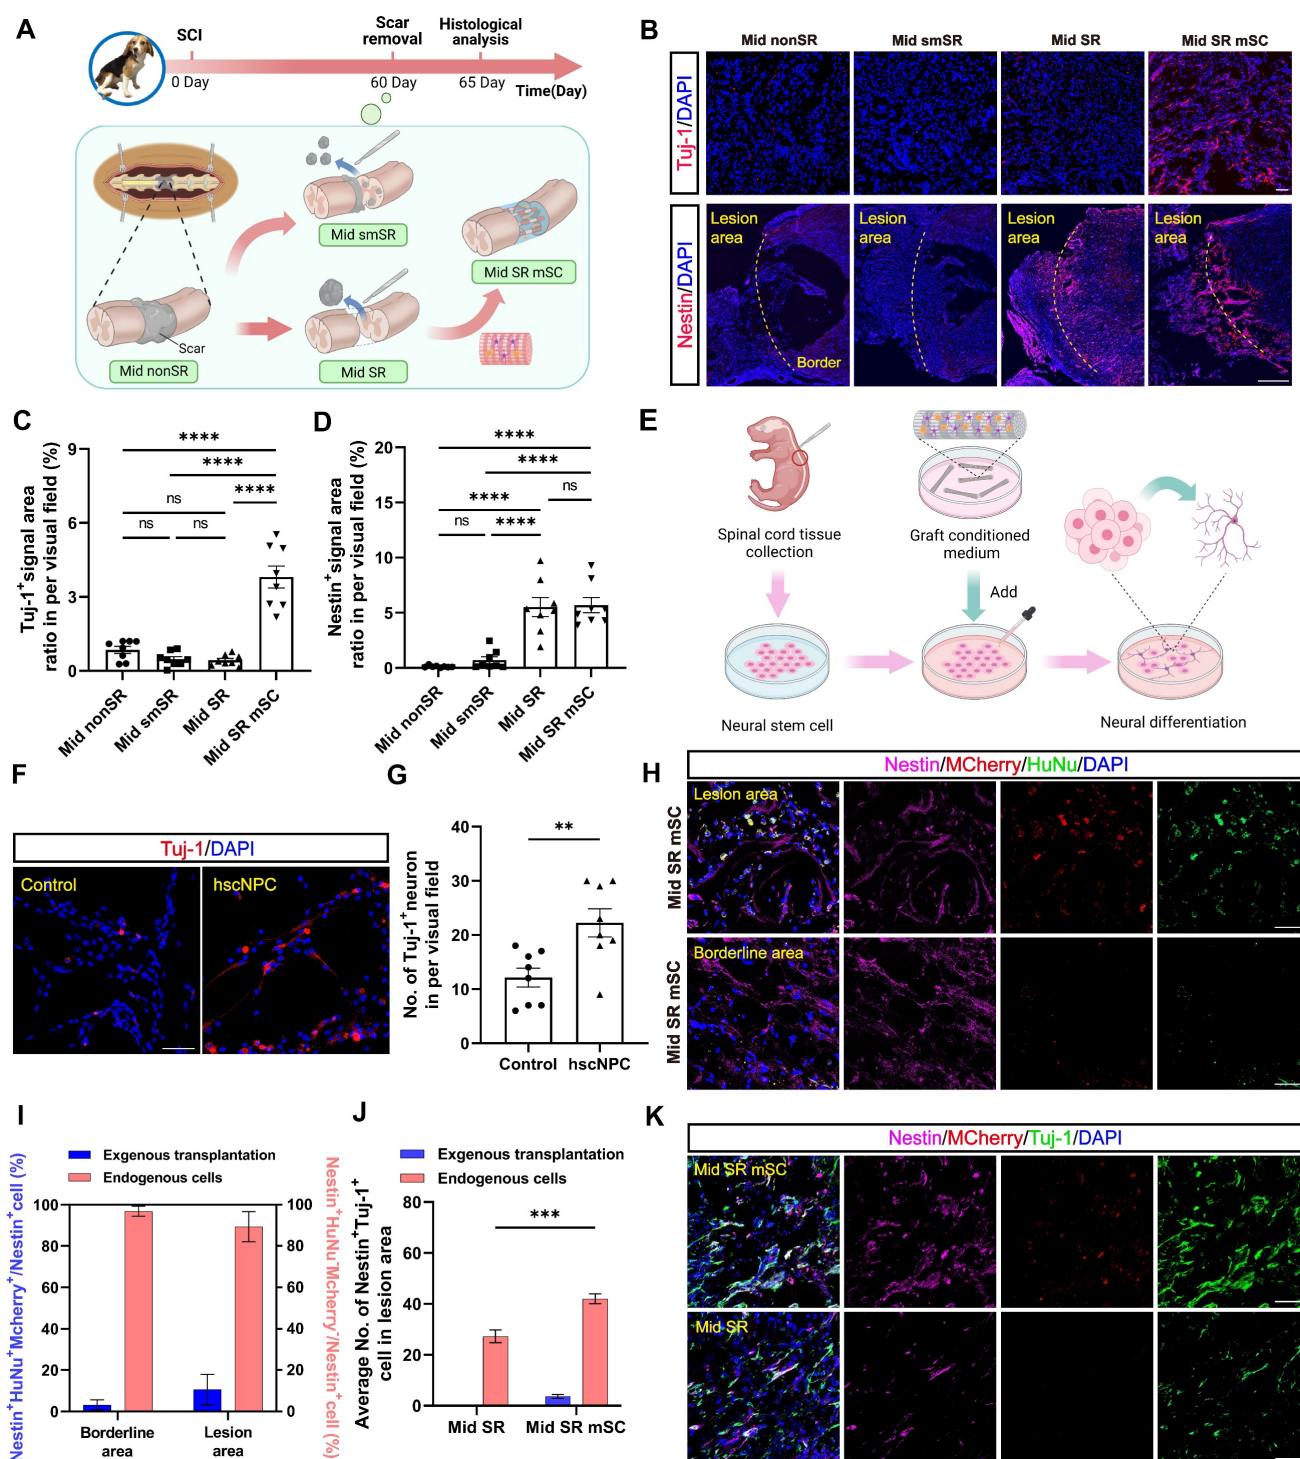 A
SCI
Scar
removal
Histological
analysis
0 Day
60 Day
65 Day
Time(Day)
Scar
Mid nonSR
Mid smSR
Mid SR
Mid SR mSC
B
Mid nonSR
Mid smSR
Mid SR
Mid SR mSC
Tuj-1/DAPI
Nestin/DAPI
Lesion
area
Border
Lesion
area
Lesion
area
Lesion
area
C
Tuj-1+signal area
ratio in per visual field (%)
9
6
3
0
****
****
****
ns
ns
ns
Mid nonSR
Mid smSR
Mid SR
Mid SR mSC
D
Nestin+signal area
ratio in per visual field (%)
20
15
10
5
0
****
****
ns
****
ns
****
Mid nonSR
Mid smSR
Mid SR
Mid SR mSC
E
Spinal cord tissue
collection
Graft conditioned
medium
Add
Neural stem cell
Neural differentiation
F
Tuj-1/DAPI
Control
hscNPC
G
No. of Tuj-1+neuron
in per visual field
40
30
20
10
0
**
Control
hscNPC
H
Nestin/MCherry/HuNu/DAPI
Mid SR mSC
Lesion area
Mid SR mSC
Borderline area
I
Exgenous transplantation
Endogenous cells
Nestin+HuNu+Mcherry+/Nestin+cell (%)
100
80
60
40
20
0
100
80
60
40
20
0
Nestin+HuNu-Mcherry-/Nestin+cell (%)
Borderline
area
Lesion
area
J
Exgenous transplantation
Endogenous cells
Average No. of Nestin+Tuj-1+
cell in lesion area
80
60
40
20
0
***
Mid SR
Mid SR mSC
K
Nestin/MCherry/Tuj-1/DAPI
Mid SR mSC
Mid SR